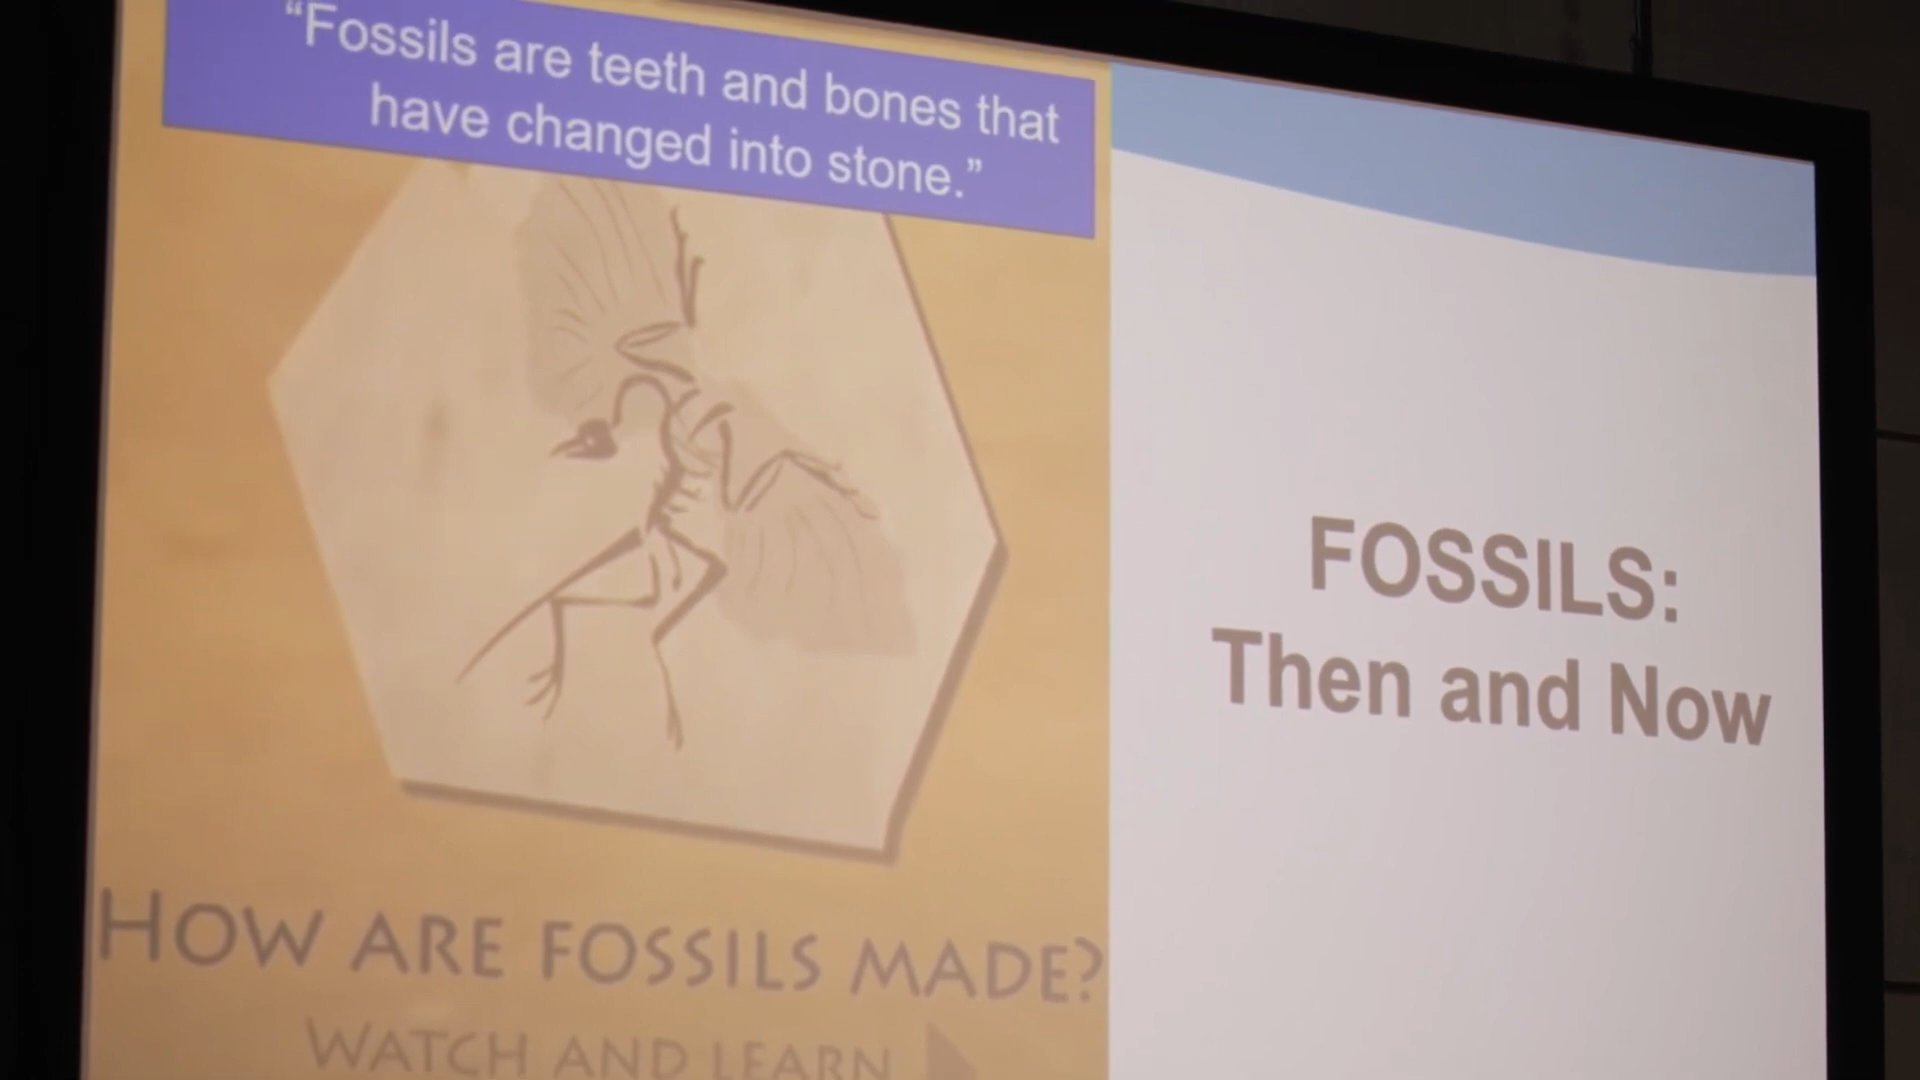 “Fossils are teeth and bones that
have changed into stone.”
HOW ARE FOSSILS MADE?
WATCH AND LEARN
FOSSILS:
Then and Now